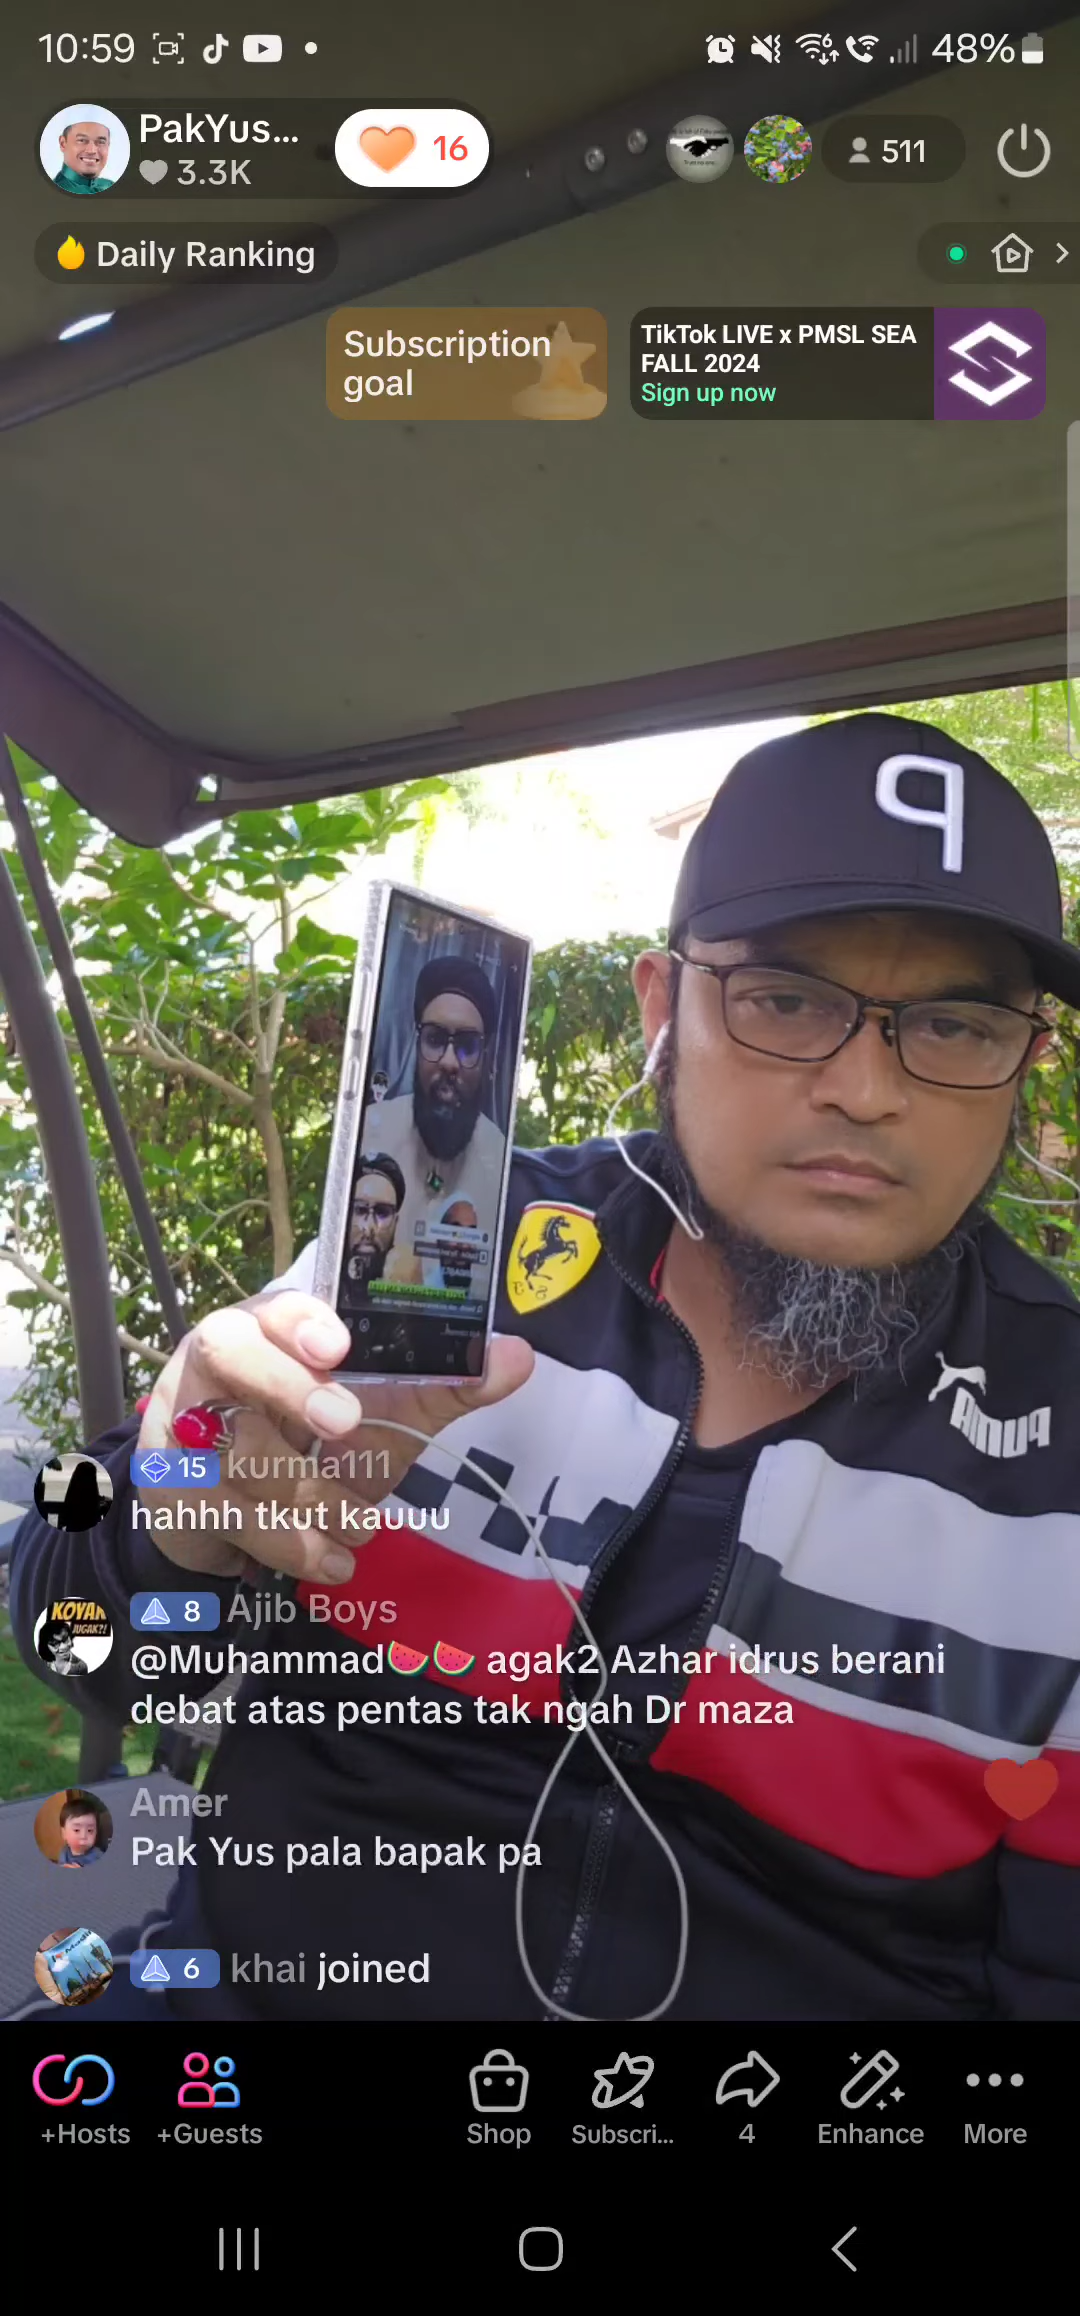 10:59
48%
PakYus...
3.3K
16
511
Daily Ranking
Subscription
goal
TikTok LIVE x PMSL SEA
FALL 2024
Sign up now
15 kurma111
hahhh tkut kauuu
KOYAK
JUGAK?!
8 Ajib Boys
@Muhammad🍉🍉 agak2 Azhar idrus berani
debat atas pentas tak ngah Dr maza
Amer
Pak Yus pala bapak pa
6 khai joined
+Hosts
+Guests
Shop
Subscri...
4
Enhance
More
PUMA